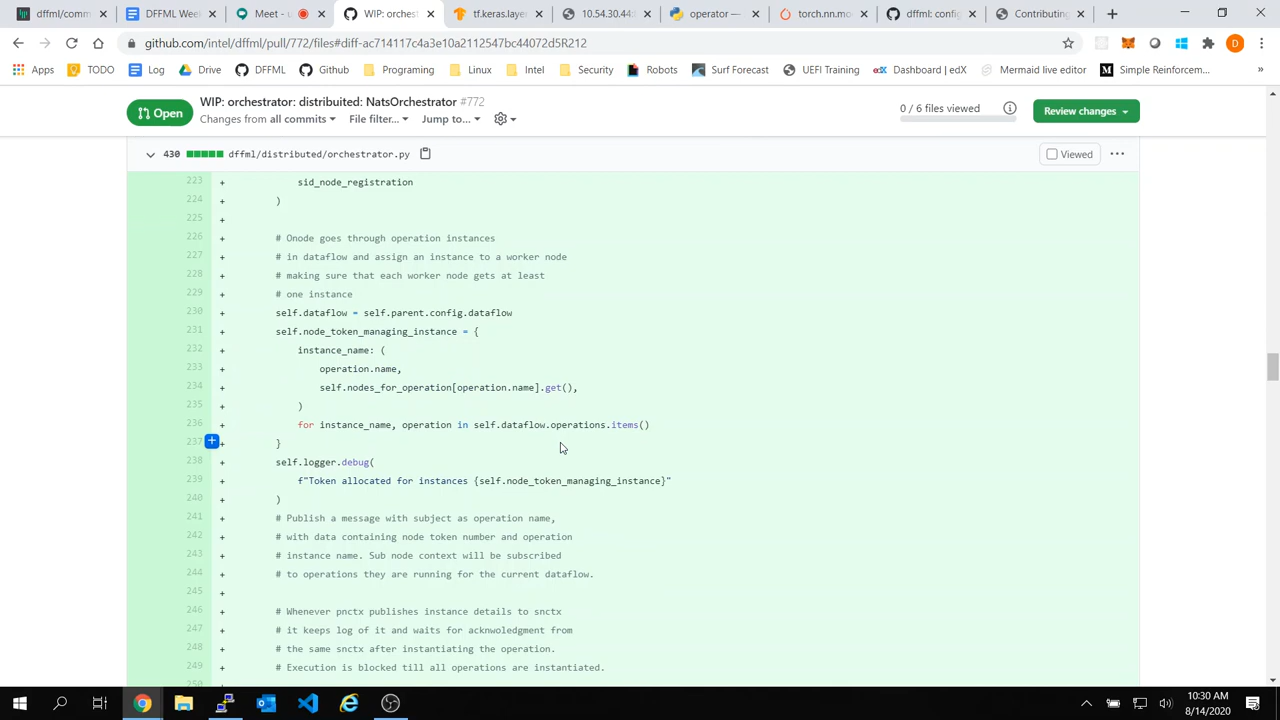 dffml/comm
DFFML Week
Meet - u
WIP: orchest
tf.keras.layer
10.54.30.44:
operator —
torch.nn.mo
dffml: config
Contributing
github.com/intel/dffml/pull/772/files#diff-ac714117c4a3e10a2112547bc44072d5R212
D
Apps
TODO
Log
Drive
DFFML
Github
Programing
Linux
Intel
Security
Robots
Surf Forecast
UEFI Training
Dashboard | edX
Mermaid live editor
Simple Reinforcem...
»
Open
WIP: orchestrator: distribuited: NatsOrchestrator #772
Changes from all commits
File filter...
Jump to...
0 / 6 files viewed
Review changes
430 dffml/distributed/orchestrator.py
Viewed
223 + sid_node_registration
224 + )
225 +
226 + # Onode goes through operation instances
227 + # in dataflow and assign an instance to a worker node
228 + # making sure that each worker node gets at least
229 + # one instance
230 + self.dataflow = self.parent.config.dataflow
231 + self.node_token_managing_instance = {
232 + instance_name: (
233 + operation.name,
234 + self.nodes_for_operation[operation.name].get(),
235 + )
236 + for instance_name, operation in self.dataflow.operations.items()
237 + }
238 + self.logger.debug(
239 + f"Token allocated for instances {self.node_token_managing_instance}"
240 + )
241 + # Publish a message with subject as operation name,
242 + # with data containing node token number and operation
243 + # instance name. Sub node context will be subscribed
244 + # to operations they are running for the current dataflow.
245 +
246 + # Whenever pnctx publishes instance details to snctx
247 + # it keeps log of it and waits for acknwoledgment from
248 + # the same snctx after instantiating the operation.
249 + # Execution is blocked till all operations are instantiated.
250
10:30 AM
8/14/2020